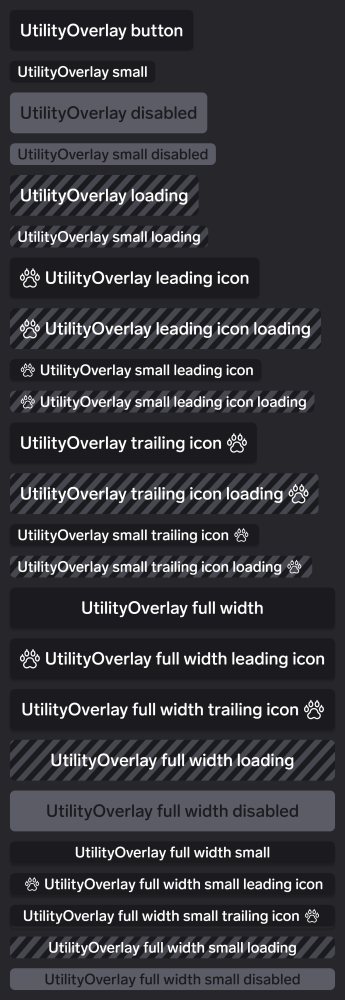 UtilityOverlay button
UtilityOverlay small
UtilityOverlay disabled
UtilityOverlay small disabled
UtilityOverlay loading
UtilityOverlay small loading
UtilityOverlay leading icon
UtilityOverlay leading icon loading
UtilityOverlay small leading icon
UtilityOverlay small leading icon loading
UtilityOverlay trailing icon
UtilityOverlay trailing icon loading
UtilityOverlay small trailing icon
UtilityOverlay small trailing icon loading
UtilityOverlay full width
UtilityOverlay full width leading icon
UtilityOverlay full width trailing icon
UtilityOverlay full width loading
UtilityOverlay full width disabled
UtilityOverlay full width small
UtilityOverlay full width small leading icon
UtilityOverlay full width small trailing icon
UtilityOverlay full width small loading
UtilityOverlay full width small disabled